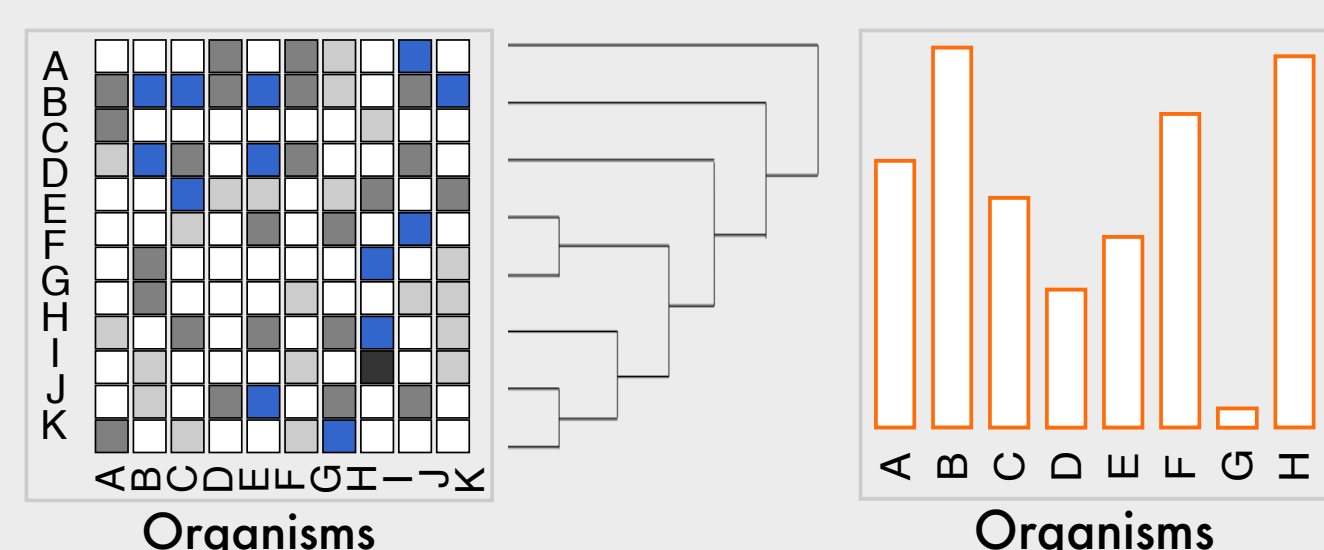 A
B
C
D
E
F
G
H
I
J
K
A B C D E F G H I J K
Organisms
A B C D E F G H
Organisms